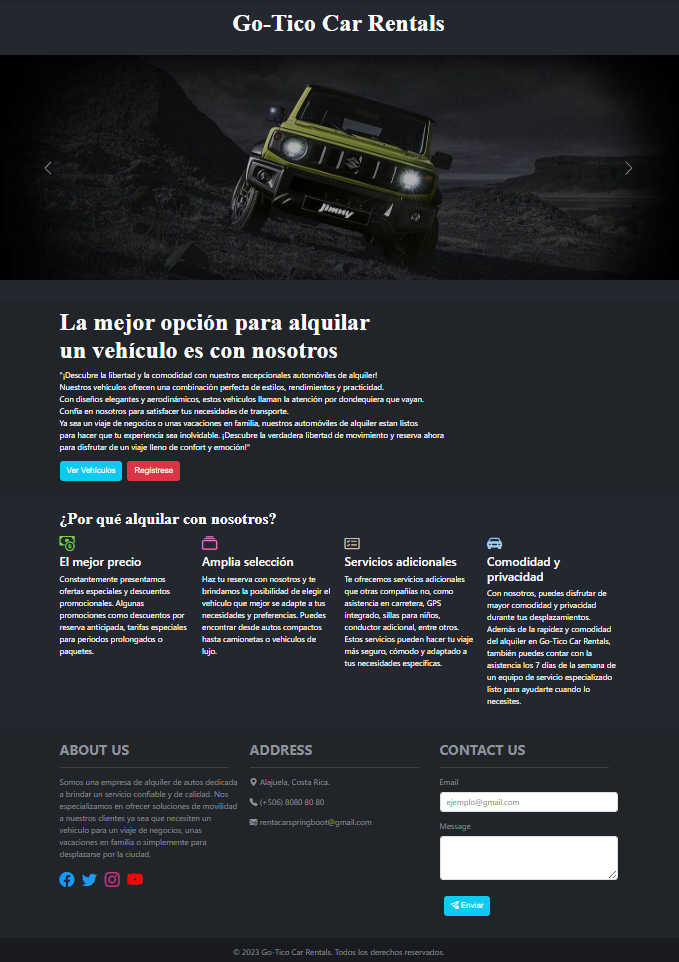 Go-Tico Car Rentals
Jimny
La mejor opción para alquilar
un vehículo es con nosotros
"¡Descubre la libertad y la comodidad con nuestros excepcionales automóviles de alquiler!
Nuestros vehículos ofrecen una combinación perfecta de estilos, rendimientos y practicidad.
Con diseños elegantes y aerodinámicos, estos vehículos llaman la atención por dondequiera que vayan.
Confía en nosotros para satisfacer tus necesidades de transporte.
Ya sea un viaje de negocios o unas vacaciones en familia, nuestros automóviles de alquiler estan listos
para hacer que tu experiencia sea inolvidable. ¡Descubre la verdadera libertad de movimiento y reserva ahora
para disfrutar de un viaje lleno de confort y emoción!"
Ver Vehículos
Regístrese
¿Por qué alquilar con nosotros?
El mejor precio
Constantemente presentamos
ofertas especiales y descuentos
promocionales. Algunas
promociones como descuentos por
reserva anticipada, tarifas especiales
para periodos prolongados o
paquetes.
Amplia selección
Haz tu reserva con nosotros y te
brindamos la posibilidad de elegir el
vehículo que mejor se adapte a tus
necesidades y preferencias. Puedes
encontrar desde autos compactos
hasta camionetas o vehículos de
lujo.
Servicios adicionales
Te ofrecemos servicios adicionales
que otras compañías no, como
asistencia en carretera, GPS
integrado, sillas para niños,
conductor adicional, entre otros.
Estos servicios pueden hacer tu viaje
más seguro, cómodo y adaptado a
tus necesidades específicas.
Comodidad y
privacidad
Con nosotros, puedes disfrutar de
mayor comodidad y privacidad
durante tus desplazamientos.
Además de la rapidez y comodidad
del alquiler en Go-Tico Car Rentals,
también puedes contar con la
asistencia los 7 días de la semana de
un equipo de servicio especializado
listo para ayudarte cuando lo
necesites.
ABOUT US
Somos una empresa de alquiler de autos dedicada
a brindar un servicio confiable y de calidad. Nos
especializamos en ofrecer soluciones de movilidad
a nuestros clientes ya sea que necesiten un
vehículo para un viaje de negocios, unas
vacaciones en familia o simplemente para
desplazarse por la ciudad.
ADDRESS
Alajuela, Costa Rica.
(+506) 8080 80 80
rentacarspringboot@gmail.com
CONTACT US
Email
ejemplo@gmail.com
Message
Enviar
© 2023 Go-Tico Car Rentals. Todos los derechos reservados.